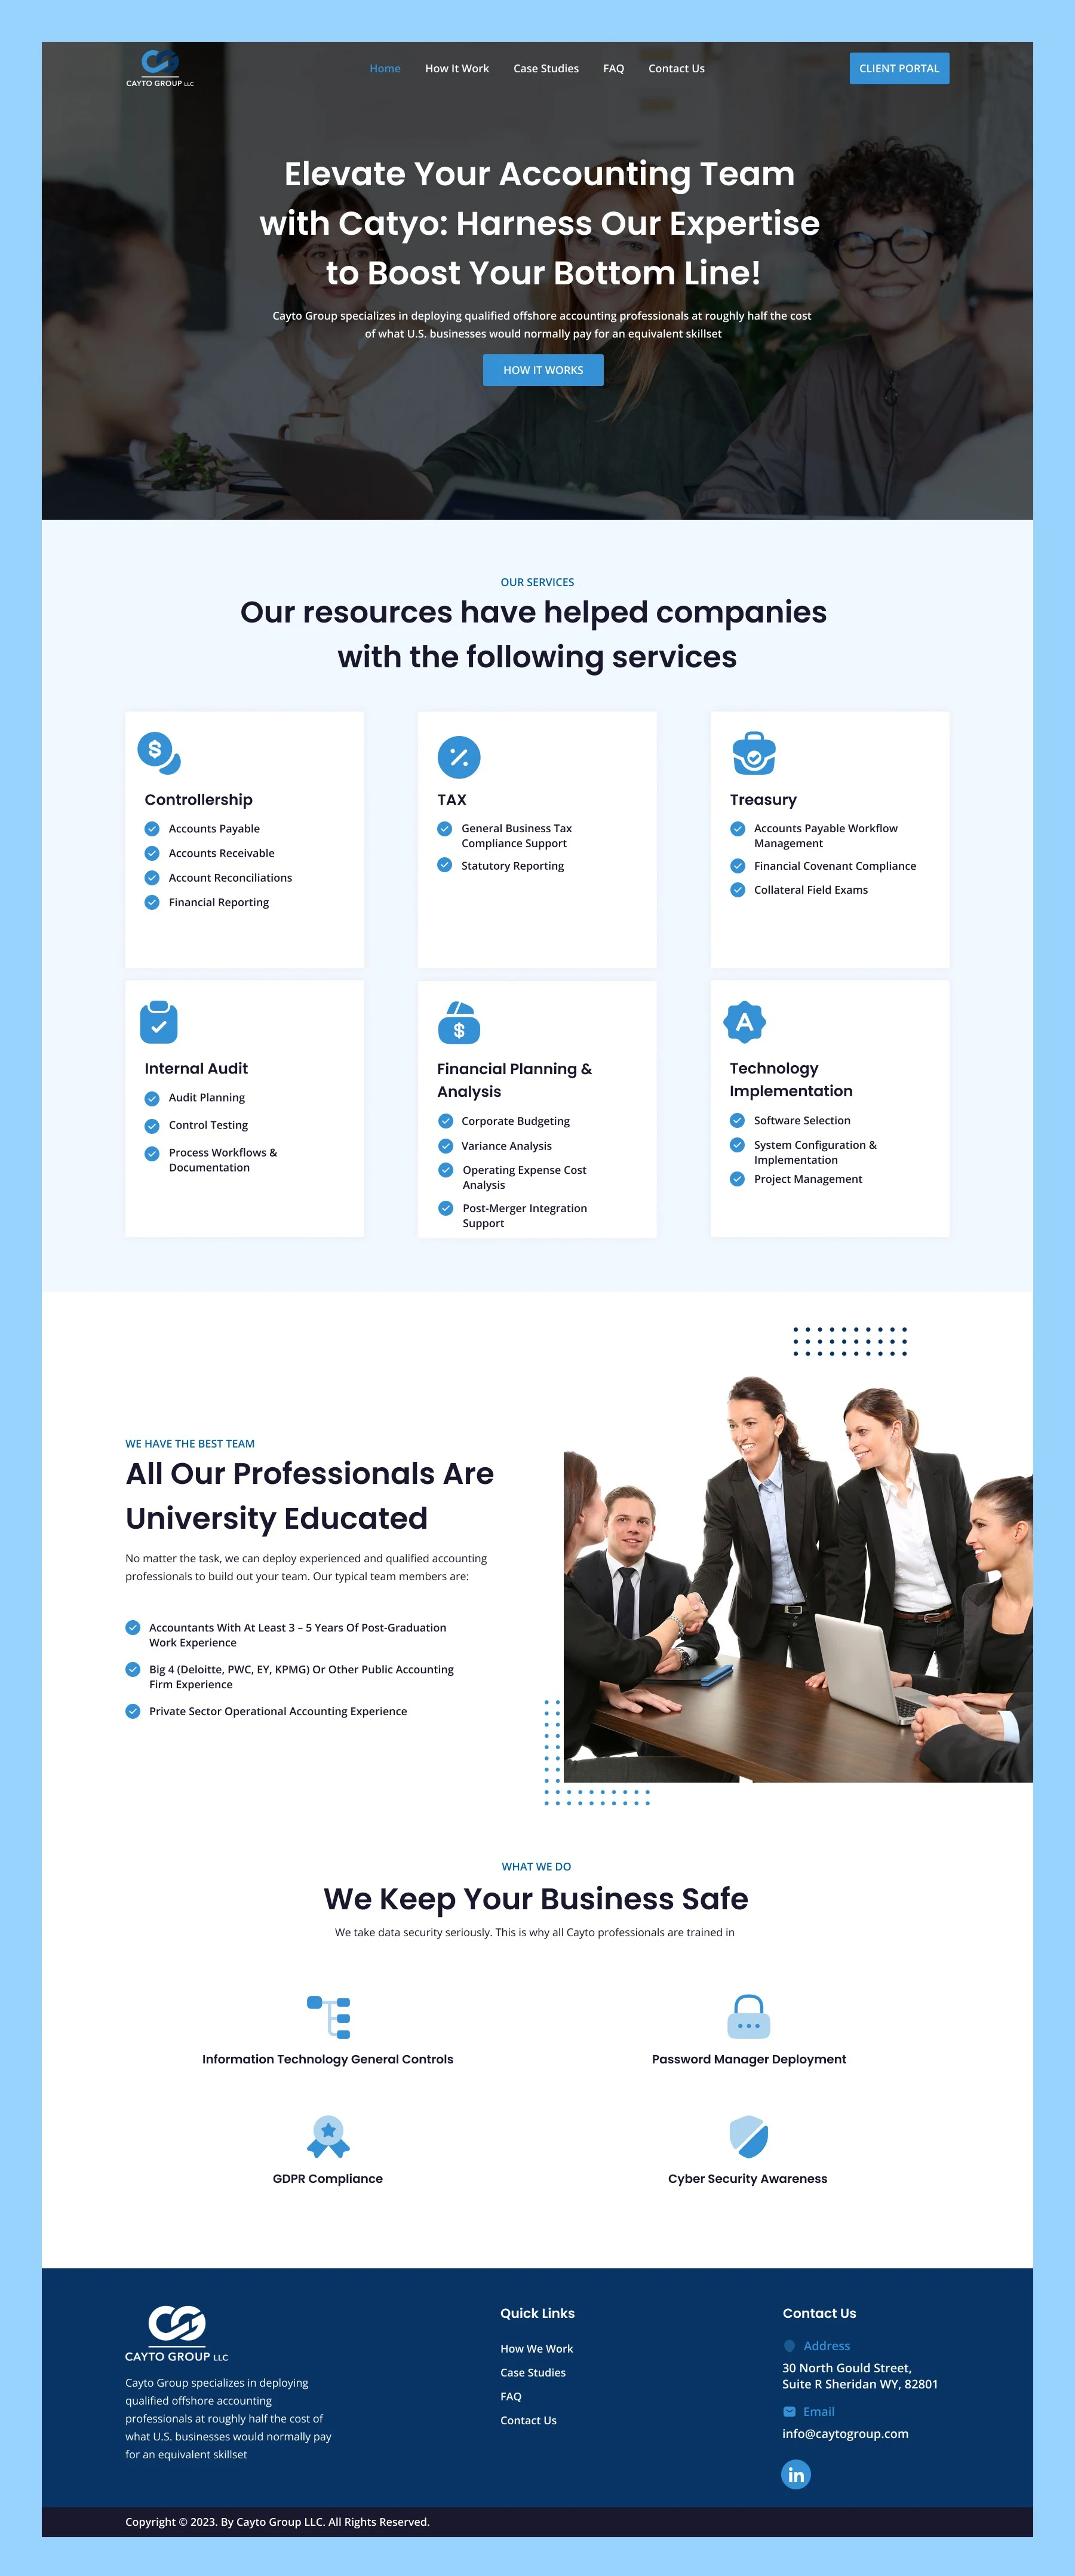 CAYTO GROUP LLC
Home
How It Work
Case Studies
FAQ
Contact Us
CLIENT PORTAL
Elevate Your Accounting Team
with Catyo: Harness Our Expertise
to Boost Your Bottom Line!
Cayto Group specializes in deploying qualified offshore accounting professionals at roughly half the cost
of what U.S. businesses would normally pay for an equivalent skillset
HOW IT WORKS
OUR SERVICES
Our resources have helped companies
with the following services
Controllership
Accounts Payable
Accounts Receivable
Account Reconciliations
Financial Reporting
TAX
General Business Tax
Compliance Support
Statutory Reporting
Treasury
Accounts Payable Workflow
Management
Financial Covenant Compliance
Collateral Field Exams
Internal Audit
Audit Planning
Control Testing
Process Workflows &
Documentation
Financial Planning &
Analysis
Corporate Budgeting
Variance Analysis
Operating Expense Cost
Analysis
Post-Merger Integration
Support
Technology
Implementation
Software Selection
System Configuration &
Implementation
Project Management
WE HAVE THE BEST TEAM
All Our Professionals Are
University Educated
No matter the task, we can deploy experienced and qualified accounting
professionals to build out your team. Our typical team members are:
Accountants With At Least 3 – 5 Years Of Post-Graduation
Work Experience
Big 4 (Deloitte, PWC, EY, KPMG) Or Other Public Accounting
Firm Experience
Private Sector Operational Accounting Experience
WHAT WE DO
We Keep Your Business Safe
We take data security seriously. This is why all Cayto professionals are trained in
Information Technology General Controls
Password Manager Deployment
GDPR Compliance
Cyber Security Awareness
CAYTO GROUP LLC
Cayto Group specializes in deploying
qualified offshore accounting
professionals at roughly half the cost of
what U.S. businesses would normally pay
for an equivalent skillset
Quick Links
How We Work
Case Studies
FAQ
Contact Us
Contact Us
Address
30 North Gould Street,
Suite R Sheridan WY, 82801
Email
info@caytogroup.com
in
Copyright © 2023. By Cayto Group LLC. All Rights Reserved.